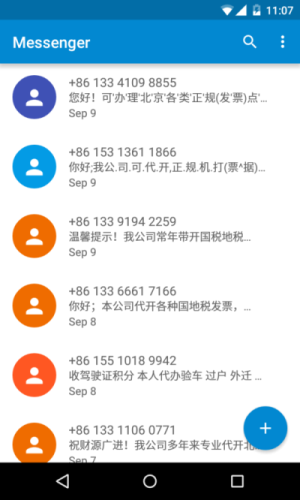 11:07
Messenger
+86 133 4109 8855
您好！可'办'理'北'京'各'类'正'规(发'票)点'...
Sep 9
+86 153 1361 1866
你好;我公.司.可.代.开,正.规.机.打(票^据)...
Sep 9
+86 133 9194 2259
温馨提示！我公司常年带开国税地税...
Sep 9
+86 133 6661 7166
你好；本公司代开各种国地税发票，...
Sep 8
+86 155 1018 9942
收驾驶证积分 本人代办验车 过户 外迁 ...
Sep 8
+86 133 1106 0771
祝财源广进！我公司多年来专业代开北...
Sep 7